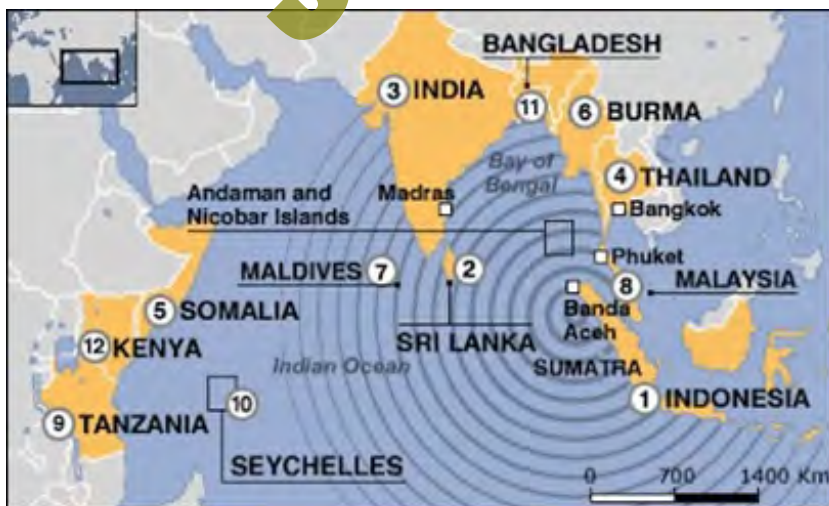 BANGLADESH
3 INDIA
11
6 BURMA
Bay of
Bengal
4 THAILAND
Andaman and
Nicobar Islands
Madras
Bangkok
Phuket
MALDIVES 7
2
8 MALAYSIA
5 SOMALIA
Banda
Aceh
SRI LANKA
12 KENYA
Indian Ocean
SUMATRA
1 INDONESIA
10
9 TANZANIA
SEYCHELLES
0 700 1400 Km